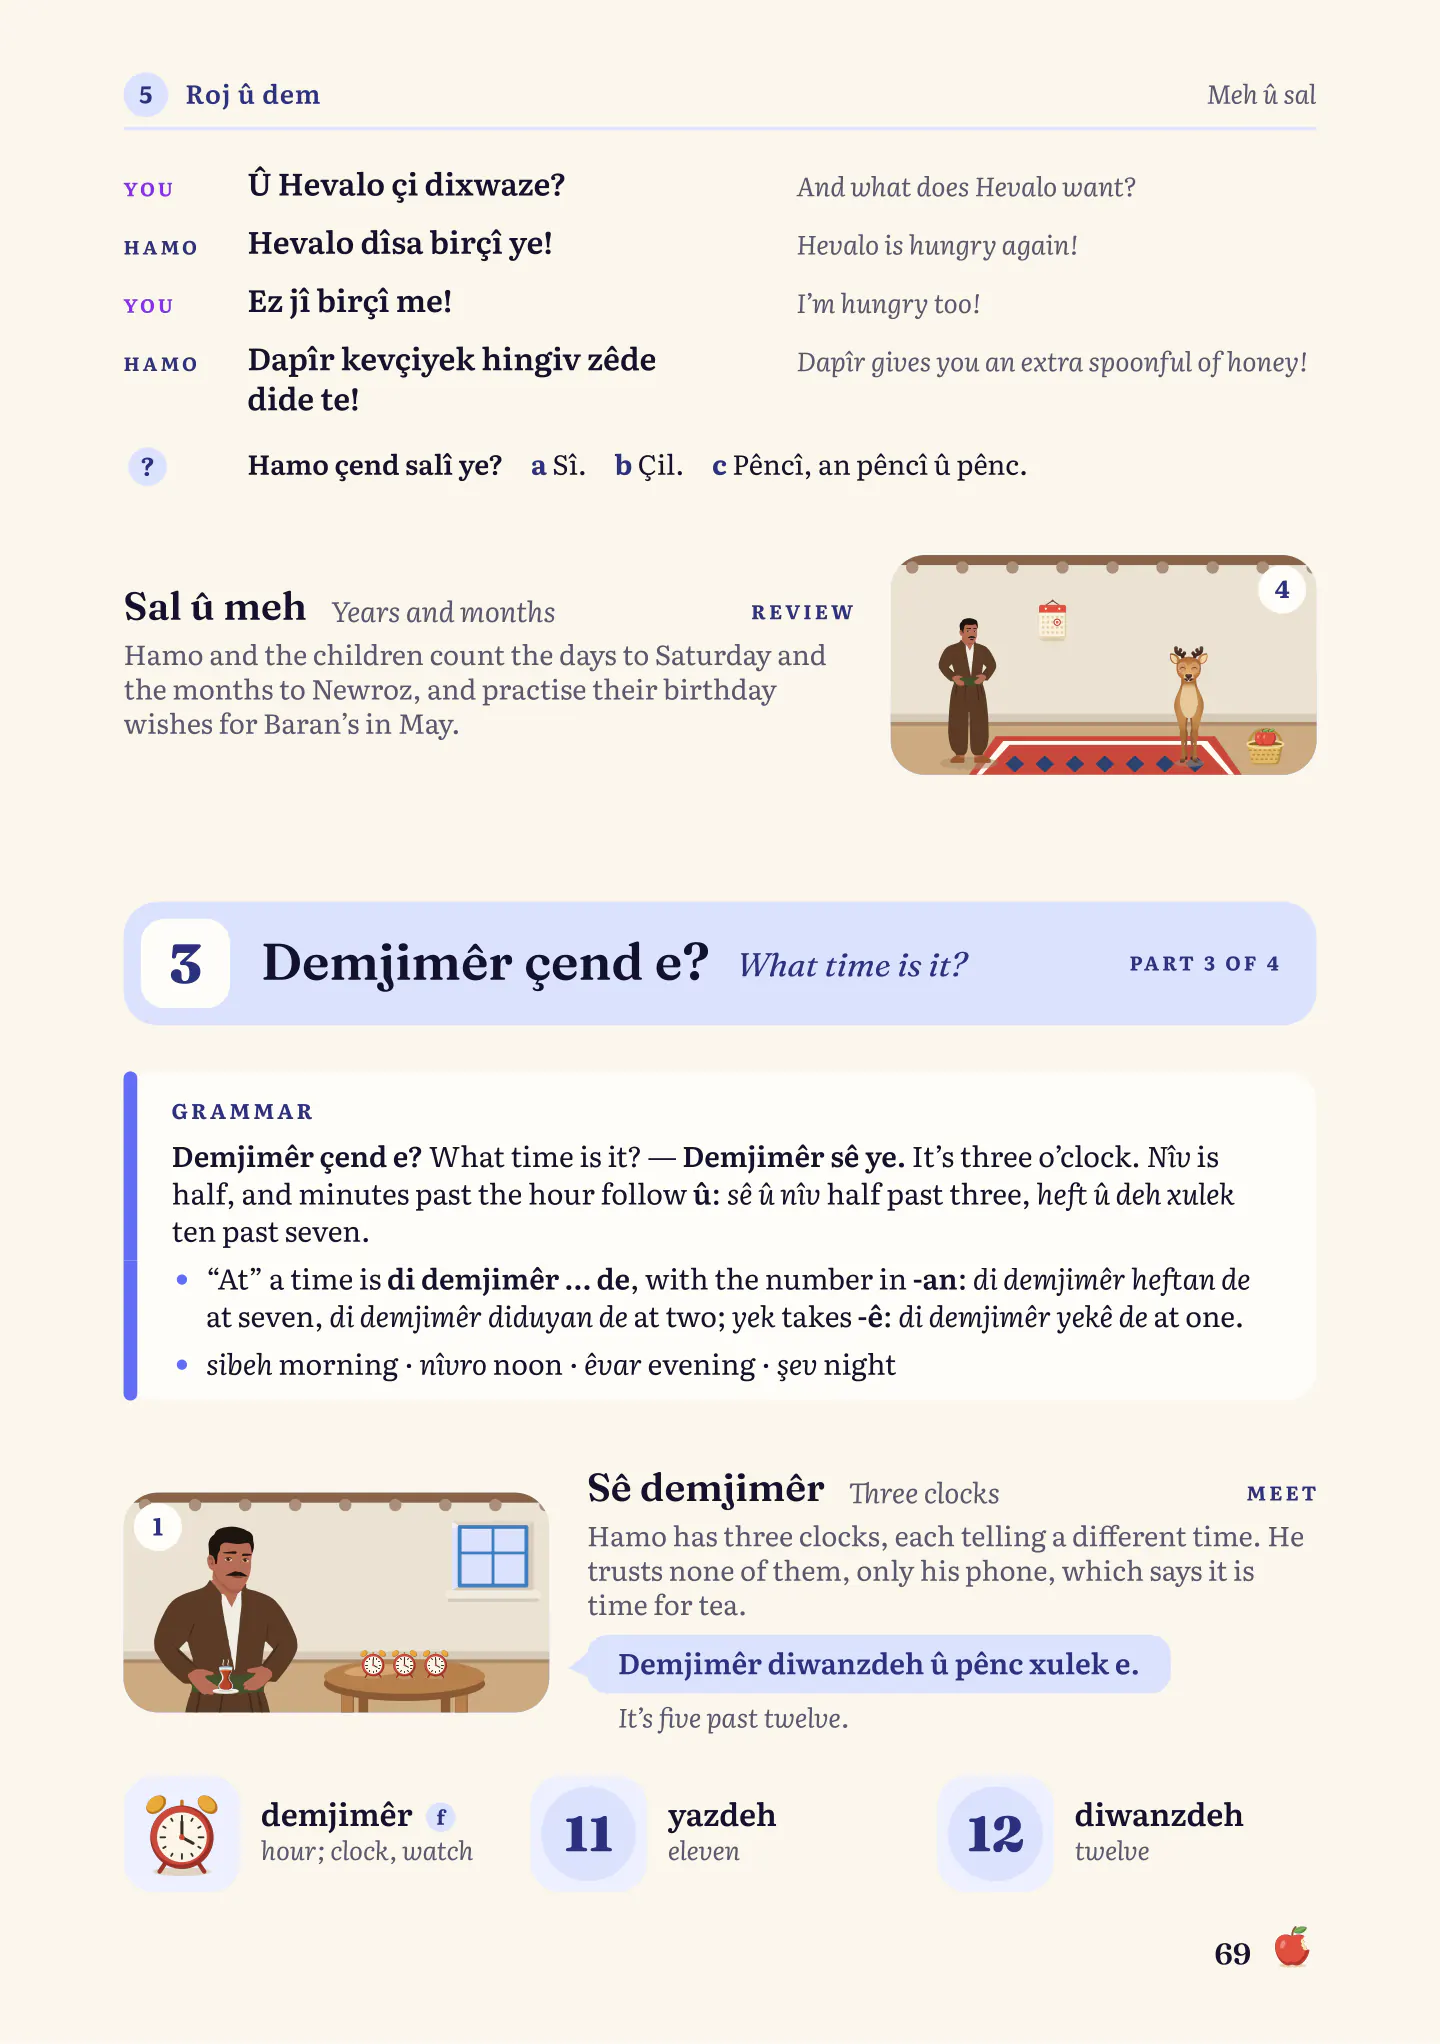 5 Roj û dem Meh û sal
YOU Û Hevalo çi dixwaze? And what does Hevalo want?
HAMO Hevalo dîsa birçî ye! Hevalo is hungry again!
YOU Ez jî birçî me! I'm hungry too!
HAMO Dapîr kevçiyek hingiv zêde Dapîr gives you an extra spoonful of honey!
dide te!
? Hamo çend salî ye? a Sî. b Çil. c Pêncî, an pêncî û pênc.
4
Sal û meh Years and months REVIEW
Hamo and the children count the days to Saturday and
the months to Newroz, and practise their birthday
wishes for Baran's in May.
3 Demjimêr çend e? What time is it? PART 3 OF 4
GRAMMAR
Demjimêr çend e? What time is it? — Demjimêr sê ye. It's three o'clock. Nîv is
half, and minutes past the hour follow û: sê û nîv half past three, heft û deh xulek
ten past seven.
• “At” a time is di demjimêr … de, with the number in -an: di demjimêr heftan de
at seven, di demjimêr diduyan de at two; yek takes -ê: di demjimêr yekê de at one.
• sibeh morning · nîvro noon · êvar evening · şev night
1
Sê demjimêr Three clocks MEET
Hamo has three clocks, each telling a different time. He
trusts none of them, only his phone, which says it is
time for tea.
Demjimêr diwanzdeh û pênc xulek e.
It's five past twelve.
demjimêr f
hour; clock, watch
11 yazdeh
eleven
12 diwanzdeh
twelve
69